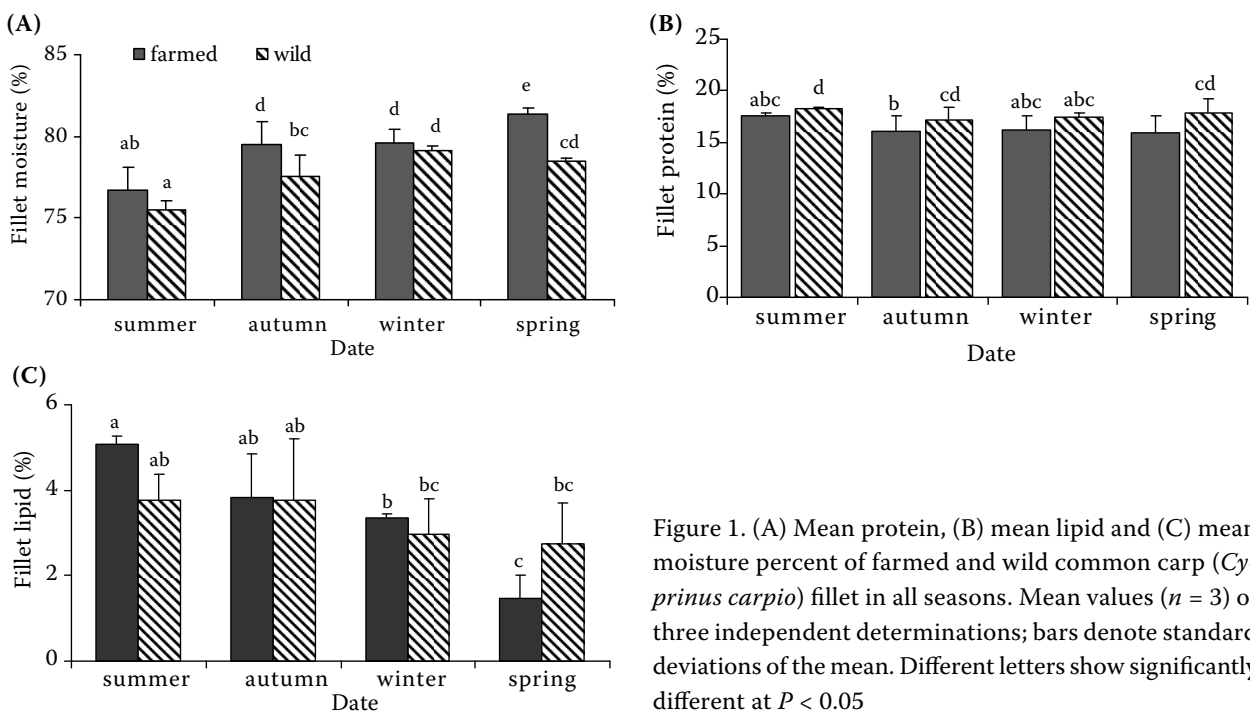 (A)
farmed wild
Fillet moisture (%)
85
80
75
70
ab a d bc d d e cd
summer autumn winter spring
Date
(B)
Fillet protein (%)
25
20
15
10
5
0
abc d b cd abc abc cd
summer autumn winter spring
Date
(C)
Fillet lipid (%)
6
4
2
0
a ab ab ab b bc c bc
summer autumn winter spring
Date
Figure 1. (A) Mean protein, (B) mean lipid and (C) mean
moisture percent of farmed and wild common carp (Cy-
prinus carpio) fillet in all seasons. Mean values (n = 3) o
three independent determinations; bars denote standard
deviations of the mean. Different letters show significantly
different at P < 0.05